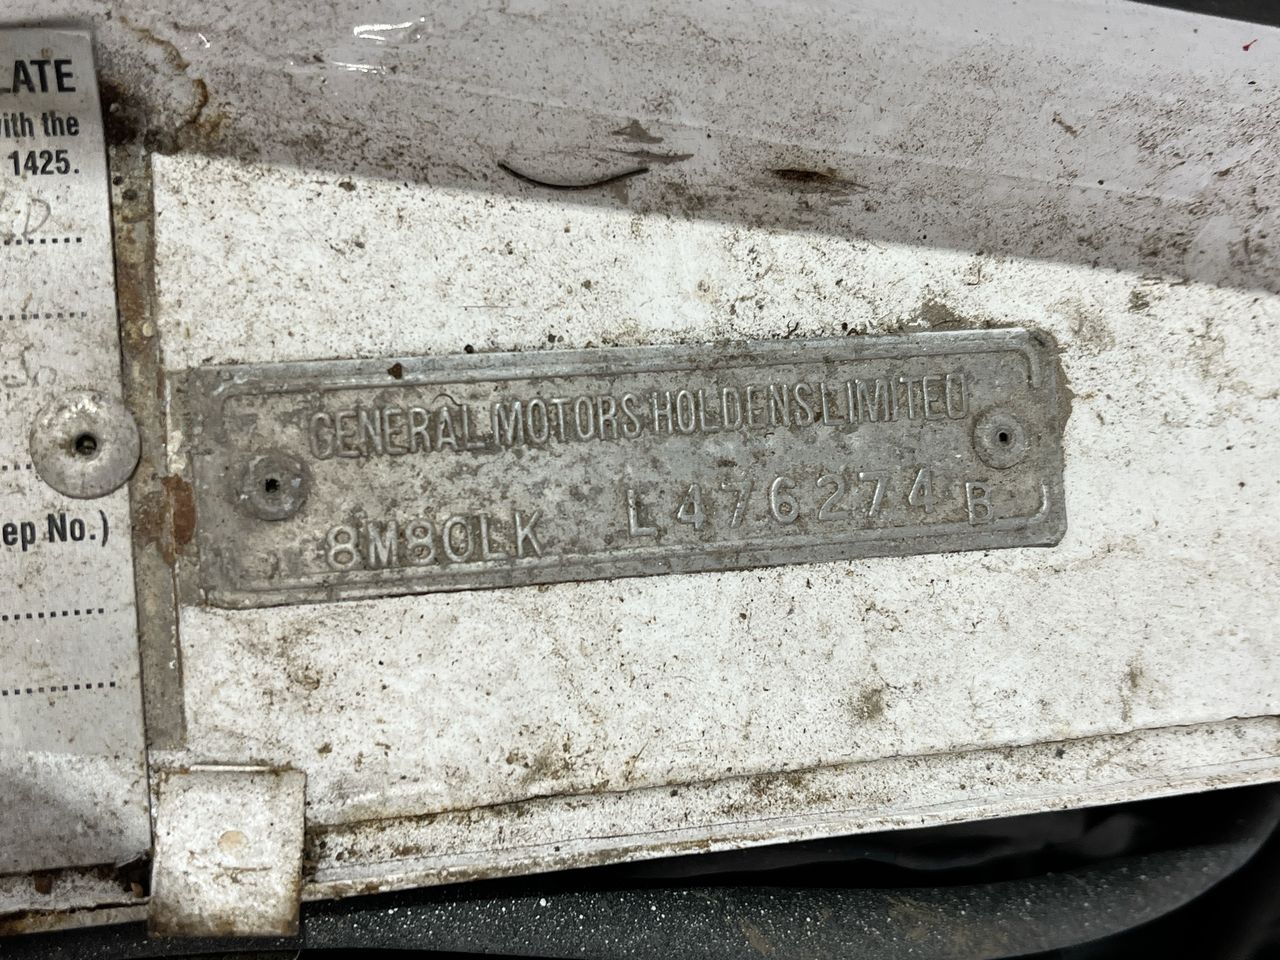 LATE
with the
1425.
GENERAL MOTORS HOLDENS LIMITED
8M80LK L476274 B
ep No.)